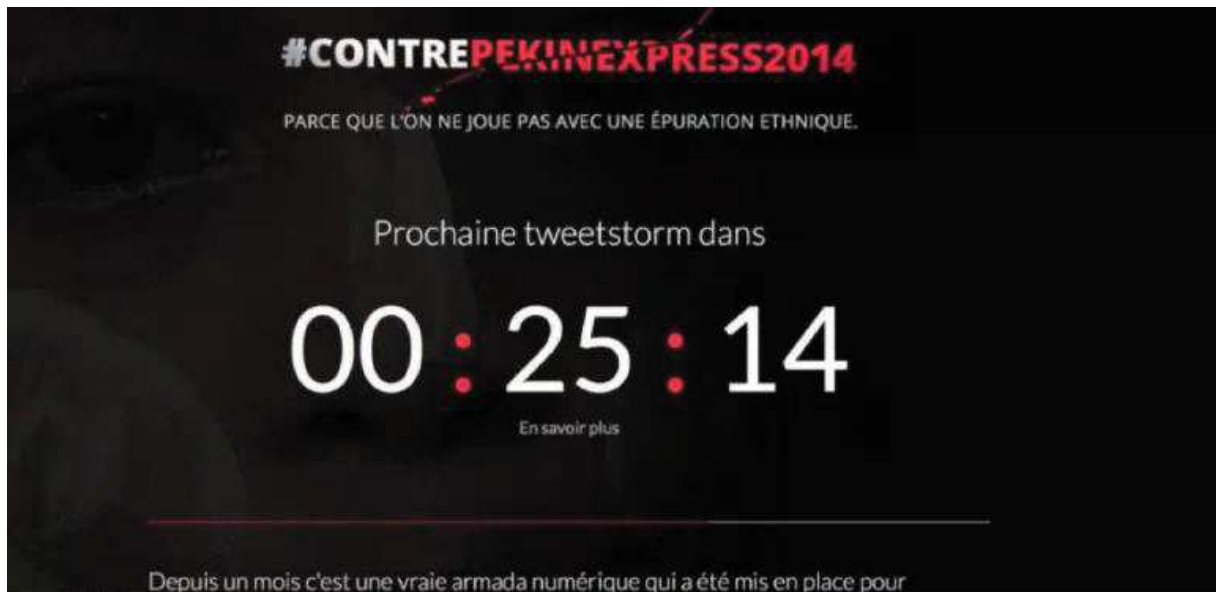 #CONTREPEKINEXPRESS2014
PARCE QUE L'ON NE JOUE PAS AVEC UNE ÉPURATION ETHNIQUE.
Prochaine tweetstorm dans
00 : 25 : 14
En savoir plus
Depuis un mois c'est une vraie armada numérique qui a été mis en place pour